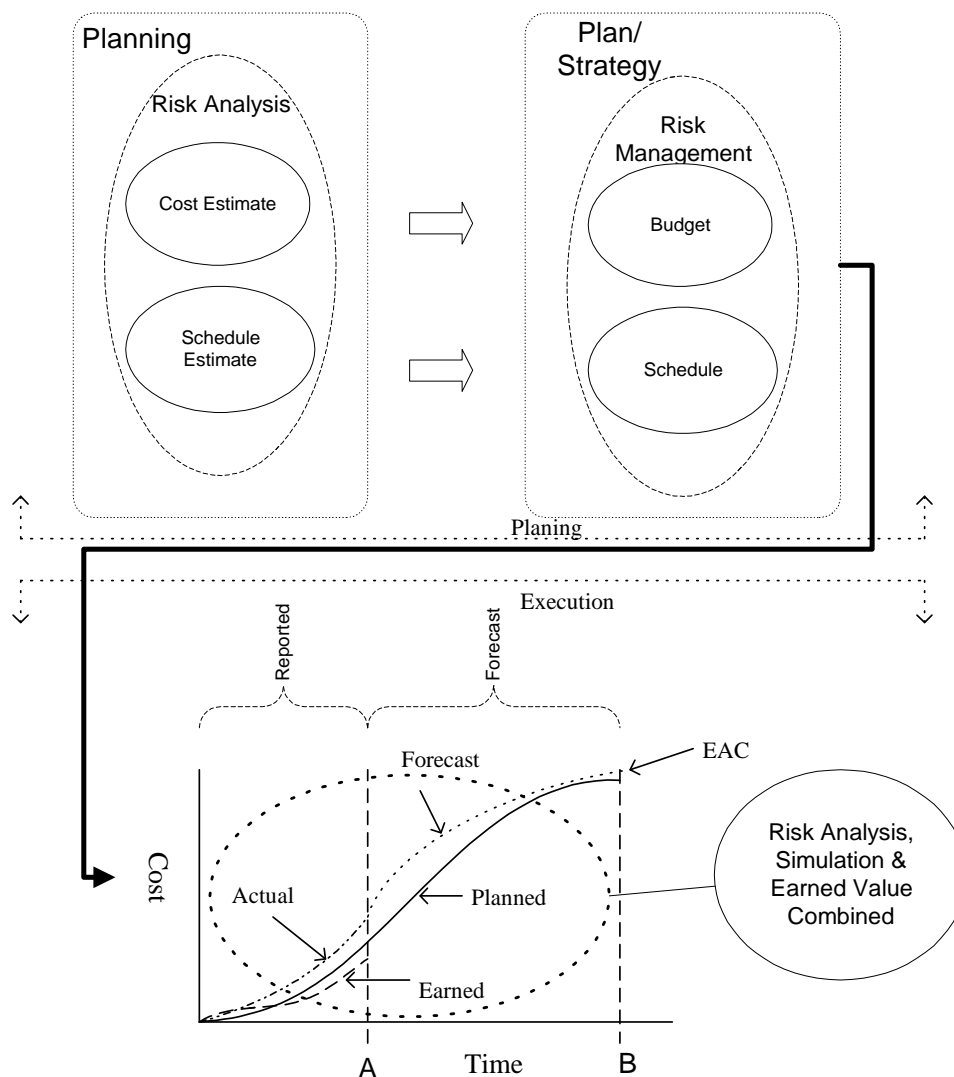 Planning
Risk Analysis
Cost Estimate
Schedule
Estimate
Plan/
Strategy
Risk
Management
Budget
Schedule
Planing
Execution
Reported
Forecast
EAC
Forecast
Cost
Actual
Planned
Earned
Risk Analysis,
Simulation &
Earned Value
Combined
A
Time
B